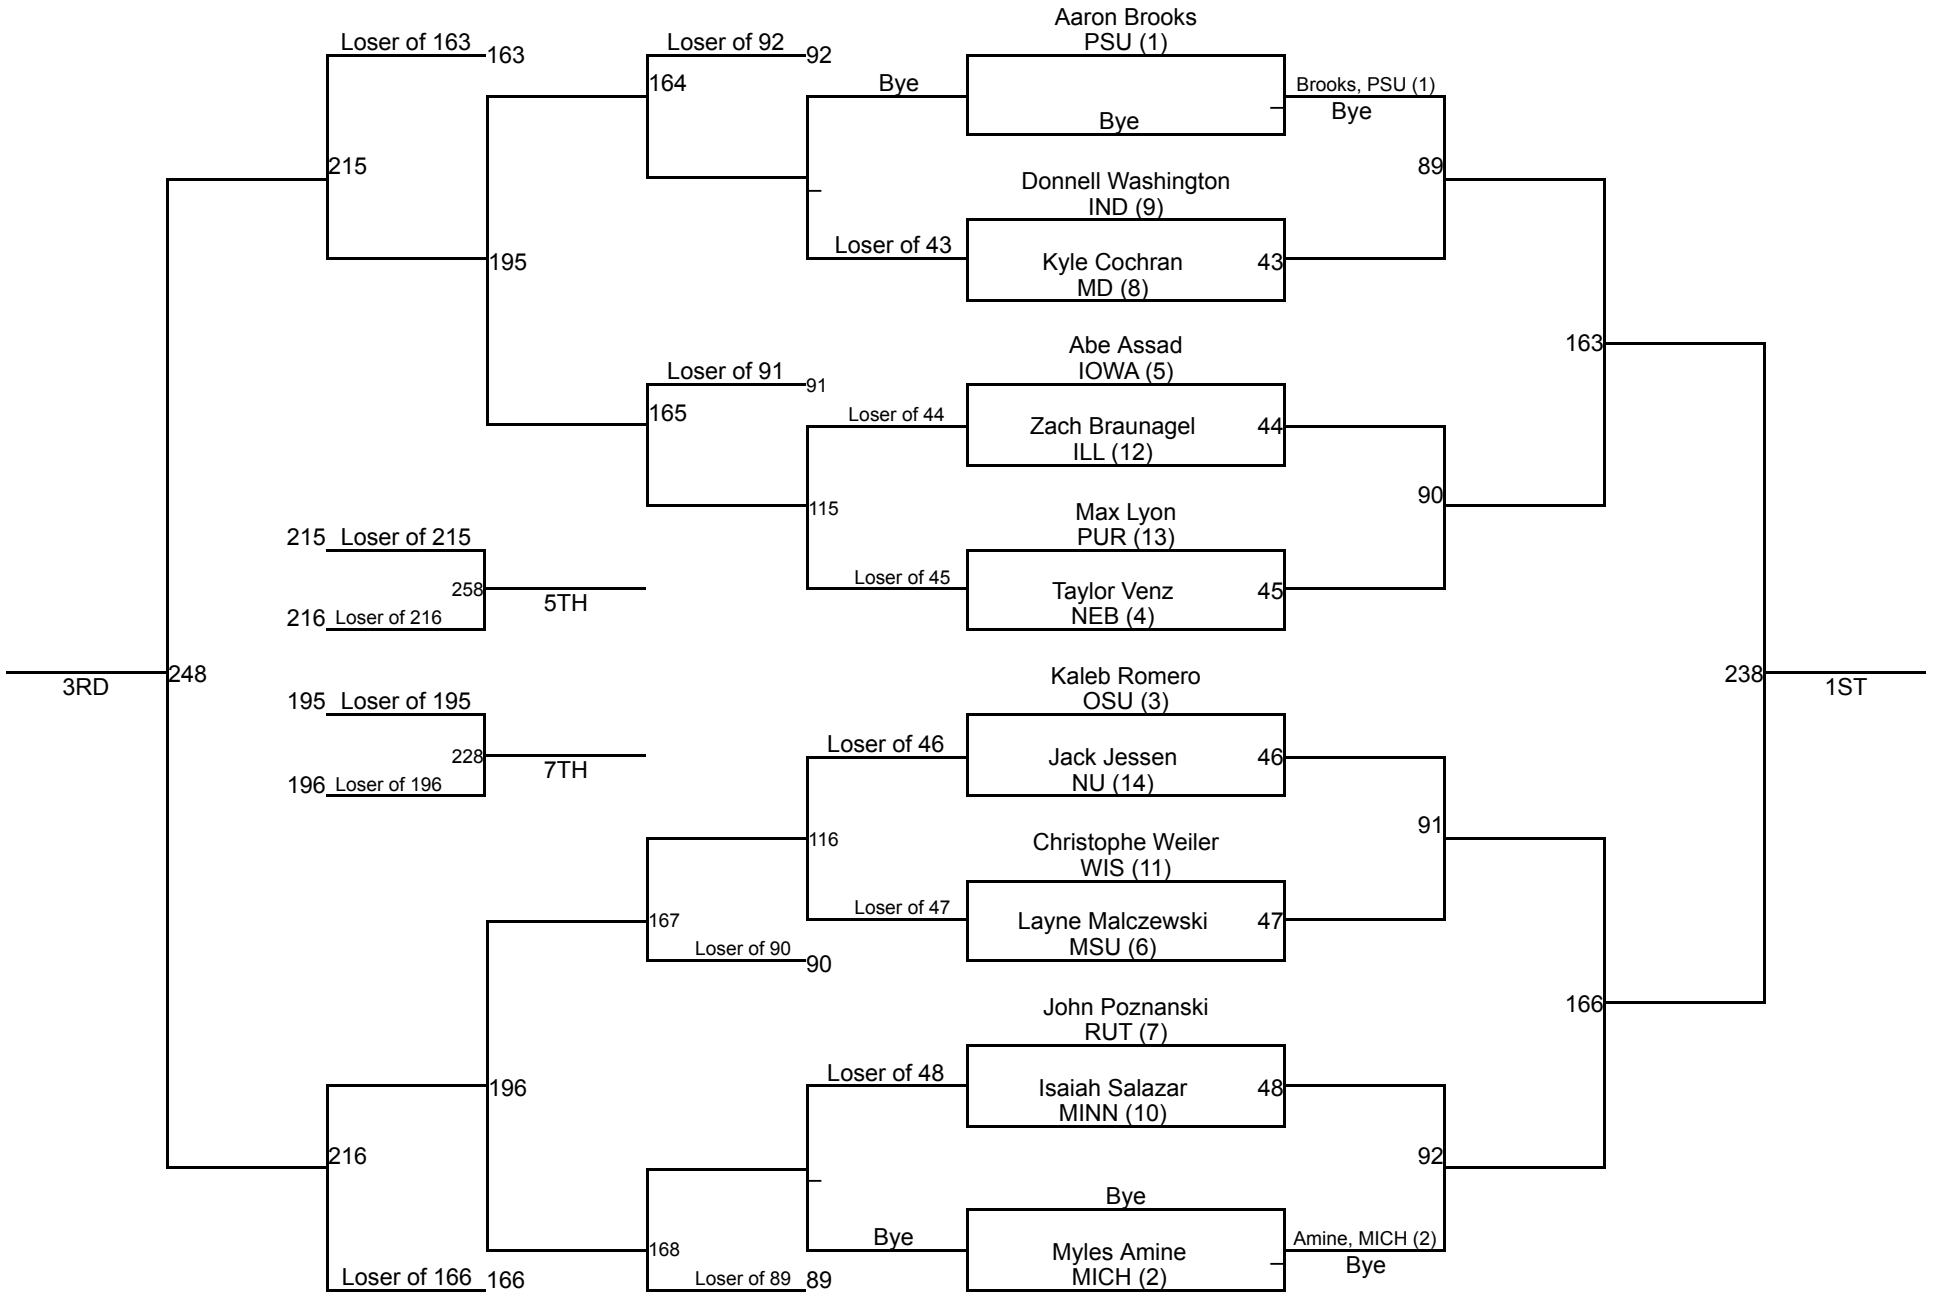 Aaron Brooks
Loser of 163 163
Loser of 92 92
PSU (1)
164
Bye
Brooks, PSU (1)
Bye
Bye
215
89
Donnell Washington
IND (9)
195
Loser of 43
Kyle Cochran 43
MD (8)
Abe Assad
163
Loser of 91 91
IOWA (5)
165
Loser of 44
Zach Braunagel 44
ILL (12)
90
115
Max Lyon
215 Loser of 215
PUR (13)
258
5TH
Loser of 45
Taylor Venz 45
216 Loser of 216
NEB (4)
3RD
248
Kaleb Romero
238
1ST
195 Loser of 195
OSU (3)
228
7TH
Loser of 46
Jack Jessen 46
196 Loser of 196
NU (14)
91
116
Christophe Weiler
WIS (11)
167
Loser of 47
Layne Malczewski 47
Loser of 90 90
MSU (6)
166
John Poznanski
RUT (7)
196
Loser of 48
Isaiah Salazar 48
MINN (10)
216
92
Bye
168
Bye
Myles Amine
Amine, MICH (2)
Bye
Loser of 166 166
Loser of 89 89
MICH (2)